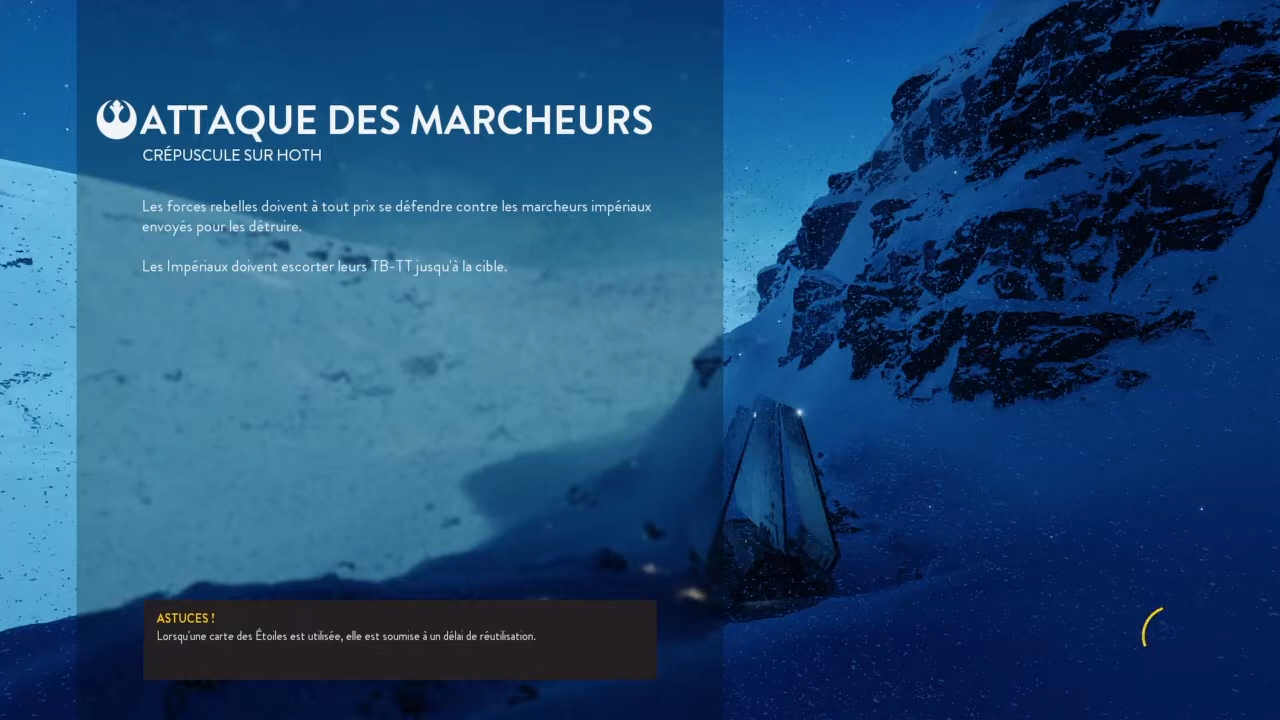 ATTAQUE DES MARCHEURS
CRÉPUSCULE SUR HOTH
Les forces rebelles doivent à tout prix se défendre contre les marcheurs impériaux
envoyés pour les détruire.
Les Impériaux doivent escorter leurs TB-TT jusqu'à la cible.
ASTUCES !
Lorsqu'une carte des Étoiles est utilisée, elle est soumise à un délai de réutilisation.